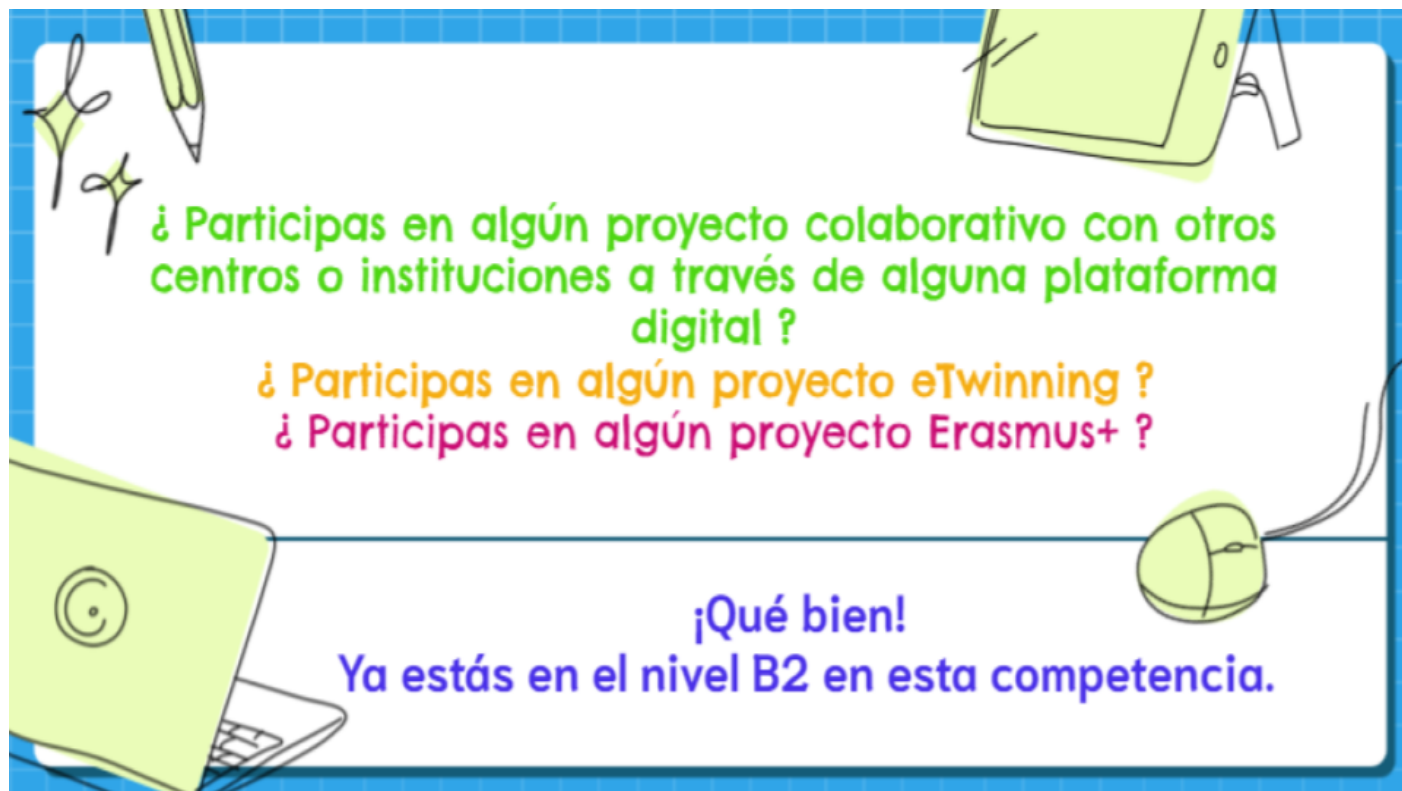 ¿ Participas en algún proyecto colaborativo con otros
centros o instituciones a través de alguna plataforma
digital ?
¿ Participas en algún proyecto eTwinning ?
¿ Participas en algún proyecto Erasmus+ ?
¡Qué bien!
Ya estás en el nivel B2 en esta competencia.